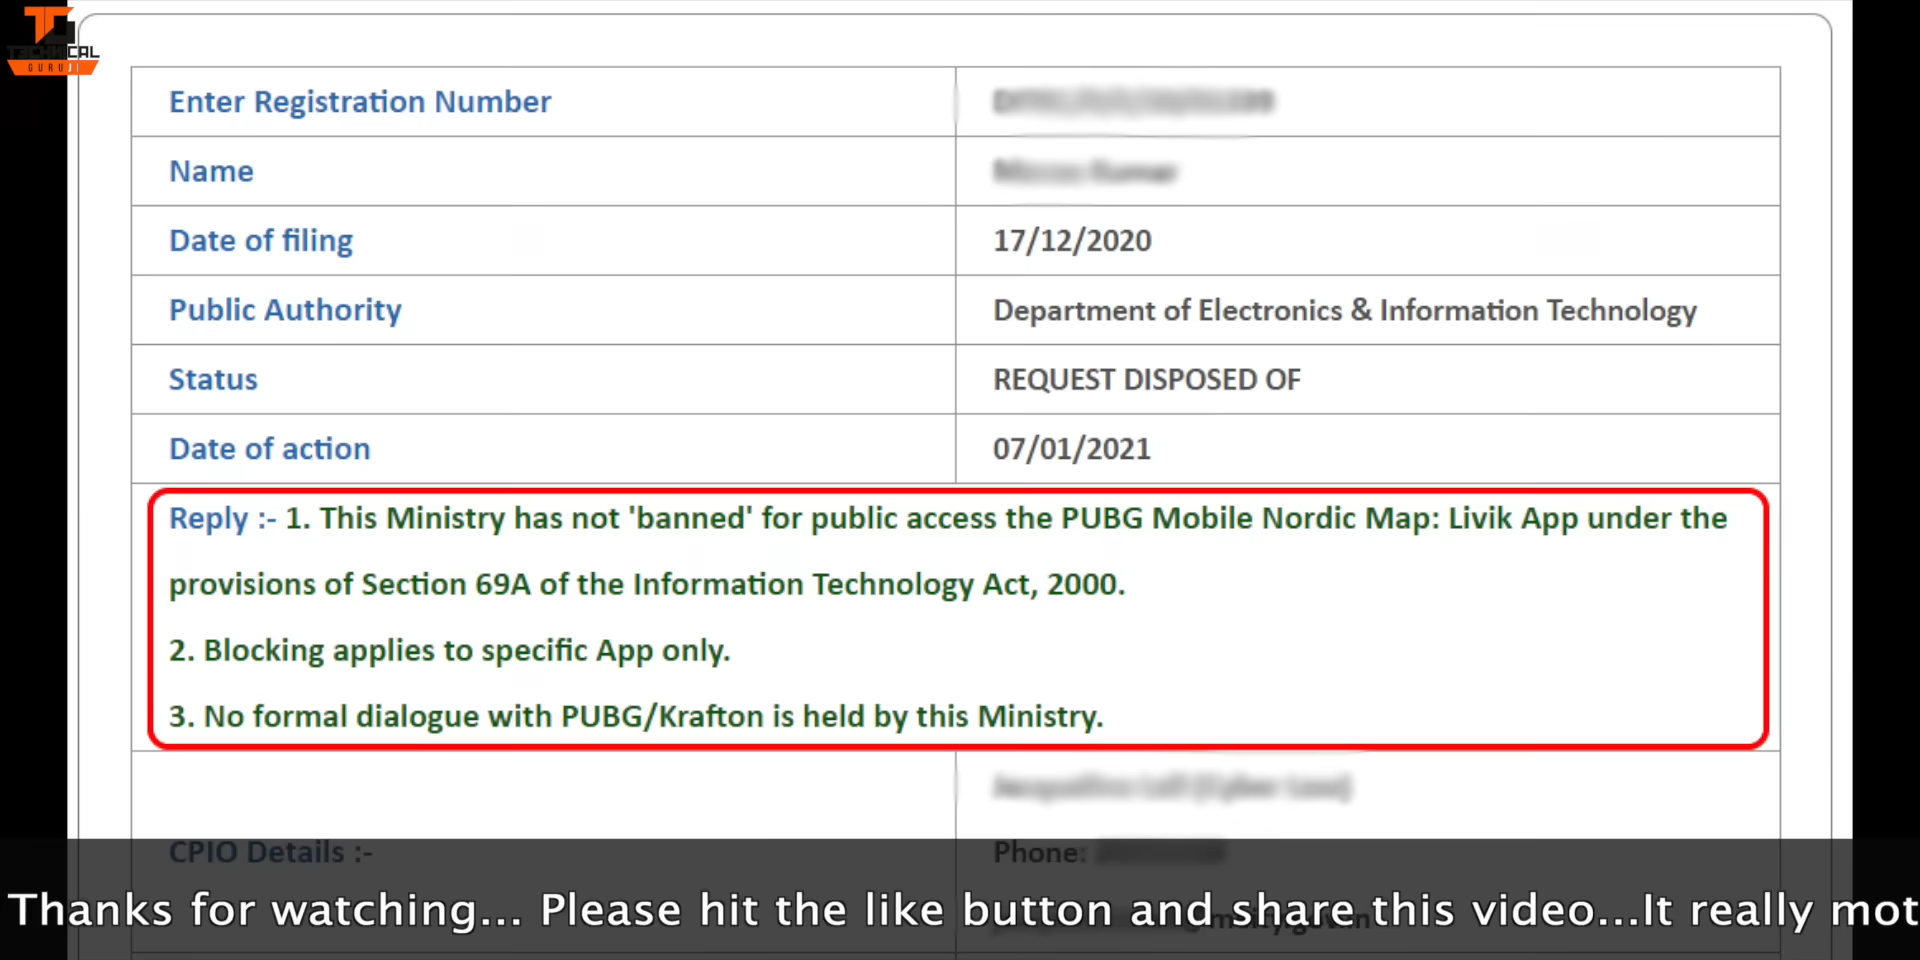 TECHNICAL
GURUJI
Enter Registration Number
Name
Date of filing 17/12/2020
Public Authority Department of Electronics & Information Technology
Status REQUEST DISPOSED OF
Date of action 07/01/2021
Reply :- 1. This Ministry has not 'banned' for public access the PUBG Mobile Nordic Map: Livik App under the
provisions of Section 69A of the Information Technology Act, 2000.
2. Blocking applies to specific App only.
3. No formal dialogue with PUBG/Krafton is held by this Ministry.
CPIO Details :- Phone:
Thanks for watching... Please hit the like button and share this video...It really mot